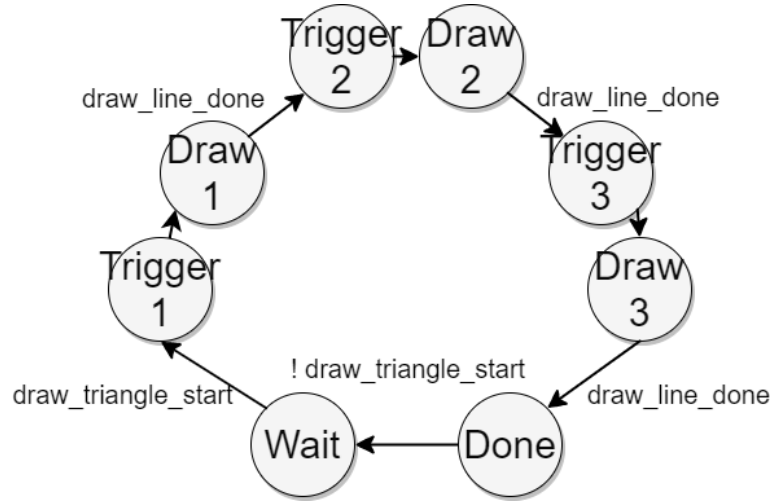 Trigger
2
Draw
2
draw_line_done
draw_line_done
Draw
1
Trigger
3
Trigger
1
Draw
3
! draw_triangle_start
draw_triangle_start
draw_line_done
Wait
Done